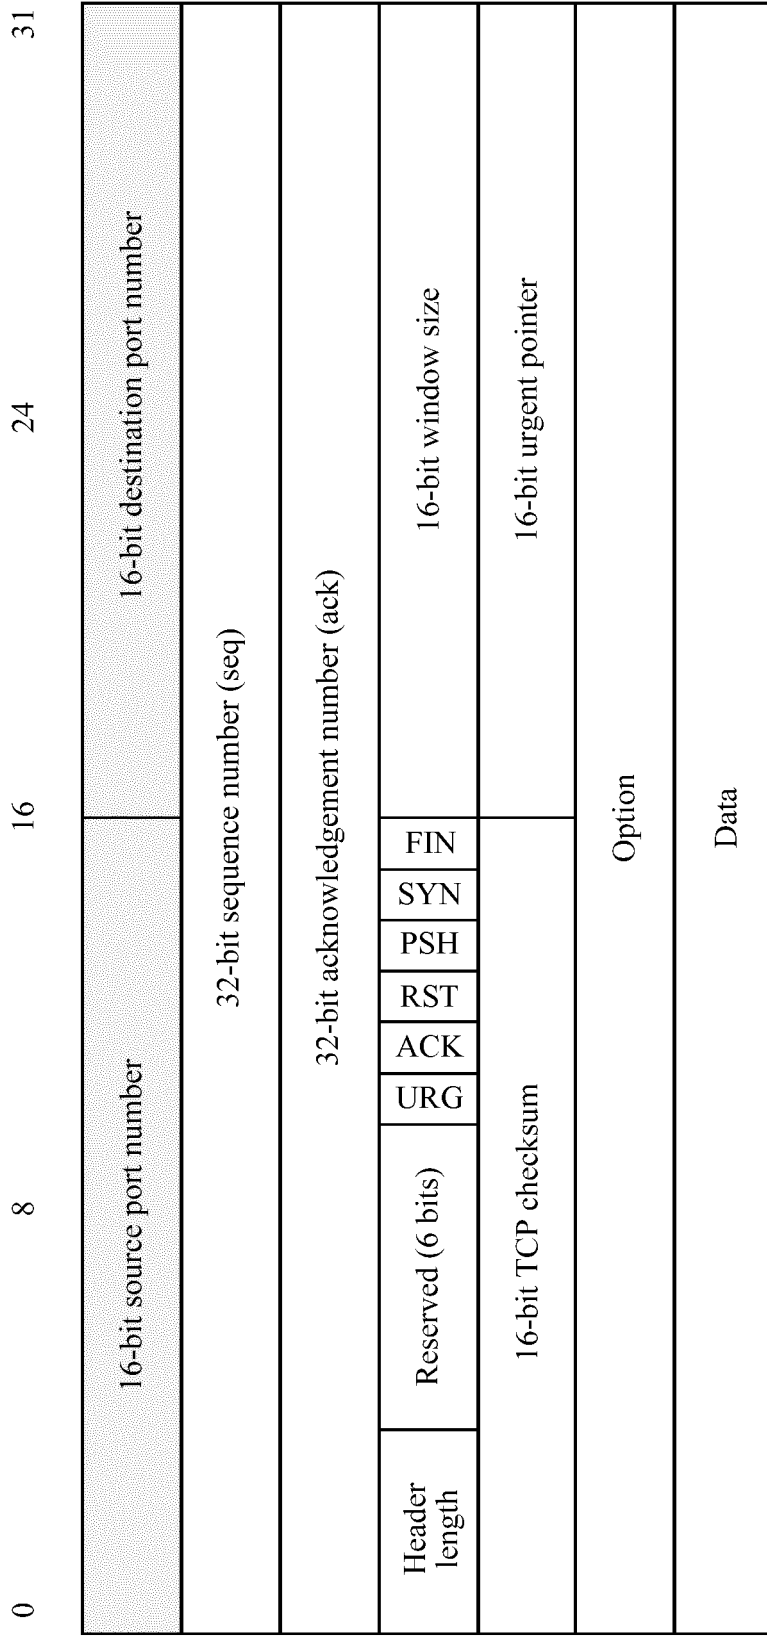 0
8
16
24
31
16-bit source port number
16-bit destination port number
32-bit sequence number (seq)
32-bit acknowledgement number (ack)
Header
length
Reserved (6 bits)
URG
ACK
RST
PSH
SYN
FIN
16-bit window size
16-bit TCP checksum
16-bit urgent pointer
Option
Data